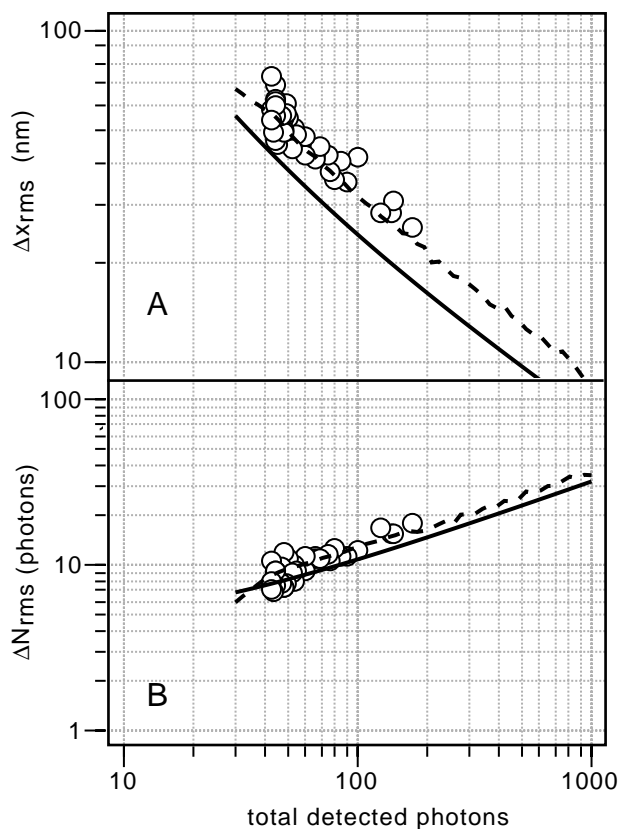 100
Δxrms (nm)
A
10
100
ΔNrms (photons)
10
B
1
10 100 1000
total detected photons